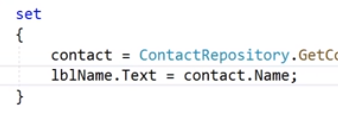 set
{
contact = ContactRepository.GetCo
lblName.Text = contact.Name;
}